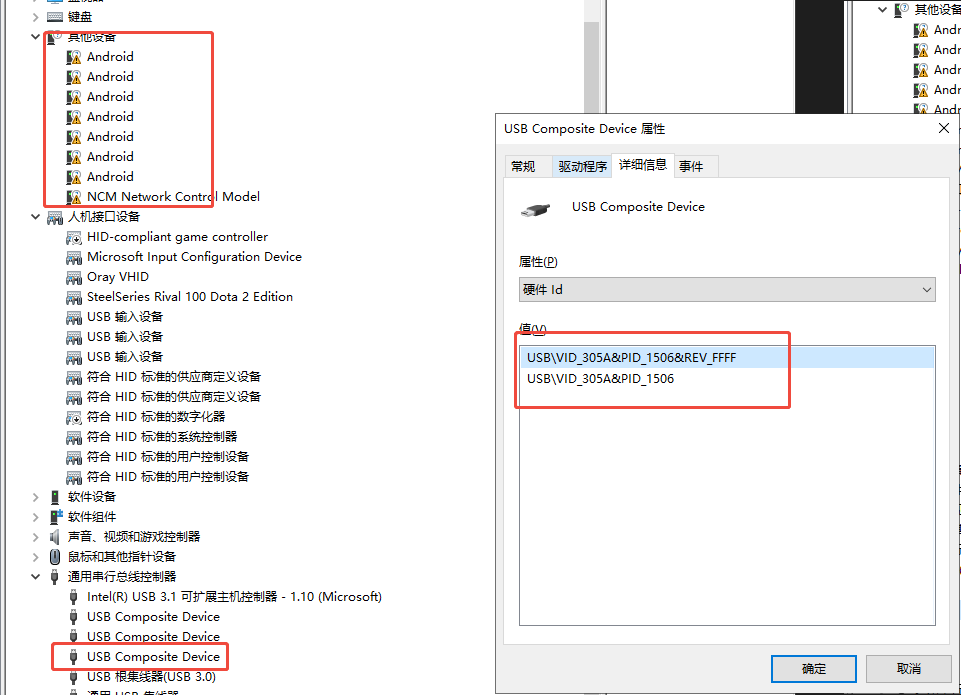 键盘
其他设备
Android
Android
Android
Android
Android
Android
Android
NCM Network Control Model
人机接口设备
HID-compliant game controller
Microsoft Input Configuration Device
Oray VHID
SteelSeries Rival 100 Dota 2 Edition
USB 输入设备
USB 输入设备
USB 输入设备
符合 HID 标准的供应商定义设备
符合 HID 标准的供应商定义设备
符合 HID 标准的数字化器
符合 HID 标准的系统控制器
符合 HID 标准的用户控制设备
符合 HID 标准的用户控制设备
软件设备
软件组件
声音、视频和游戏控制器
鼠标和其他指针设备
通用串行总线控制器
Intel(R) USB 3.1 可扩展主机控制器 - 1.10 (Microsoft)
USB Composite Device
USB Composite Device
USB Composite Device
USB 根集线器(USB 3.0)
通用 USB 集线器
其他设备
Andr
Andr
Andr
Andr
Andr
USB Composite Device 属性
常规 驱动程序 详细信息 事件
USB Composite Device
属性(P)
硬件 Id
值(V)
USB\VID_305A&PID_1506&REV_FFFF
USB\VID_305A&PID_1506
确定 取消